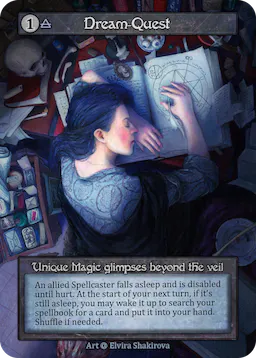 1
Dream-Quest
Unique Magic glimpses beyond the veil
An allied Spellcaster falls asleep and is disabled
until hurt. At the start of your next turn, if it's
still asleep, you may wake it up to search your
spellbook for a card and put it into your hand.
Shuffle if needed.
Art @ Elvira Shakirova